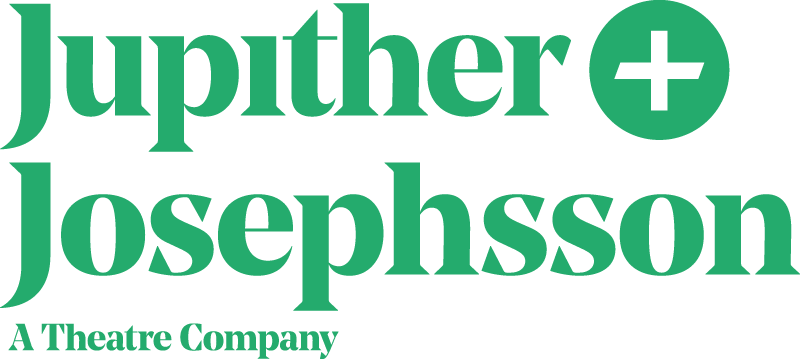 Jupither +
Josephsson
A Theatre Company